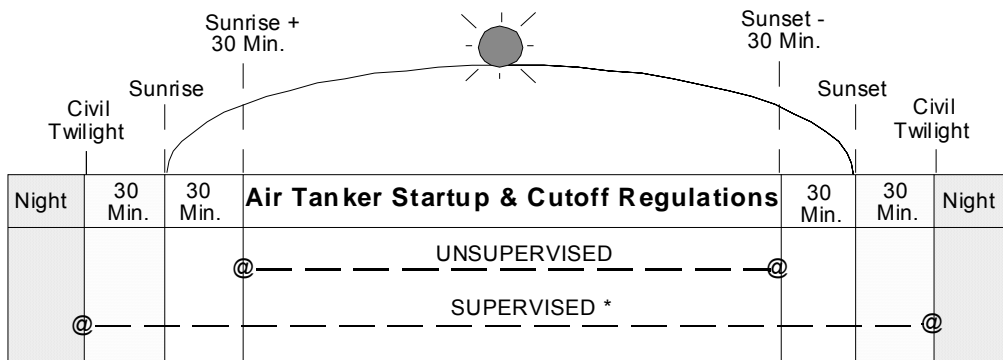 Sunrise +
30 Min.
Sunset -
30 Min.
Sunrise
Sunset
Civil
Twilight
Civil
Twilight
Night
30
Min.
30
Min.
Air Tanker Startup & Cutoff Regulations
30
Min.
30
Min.
Night
UNSUPERVISED
@ @
SUPERVISED *
@ @